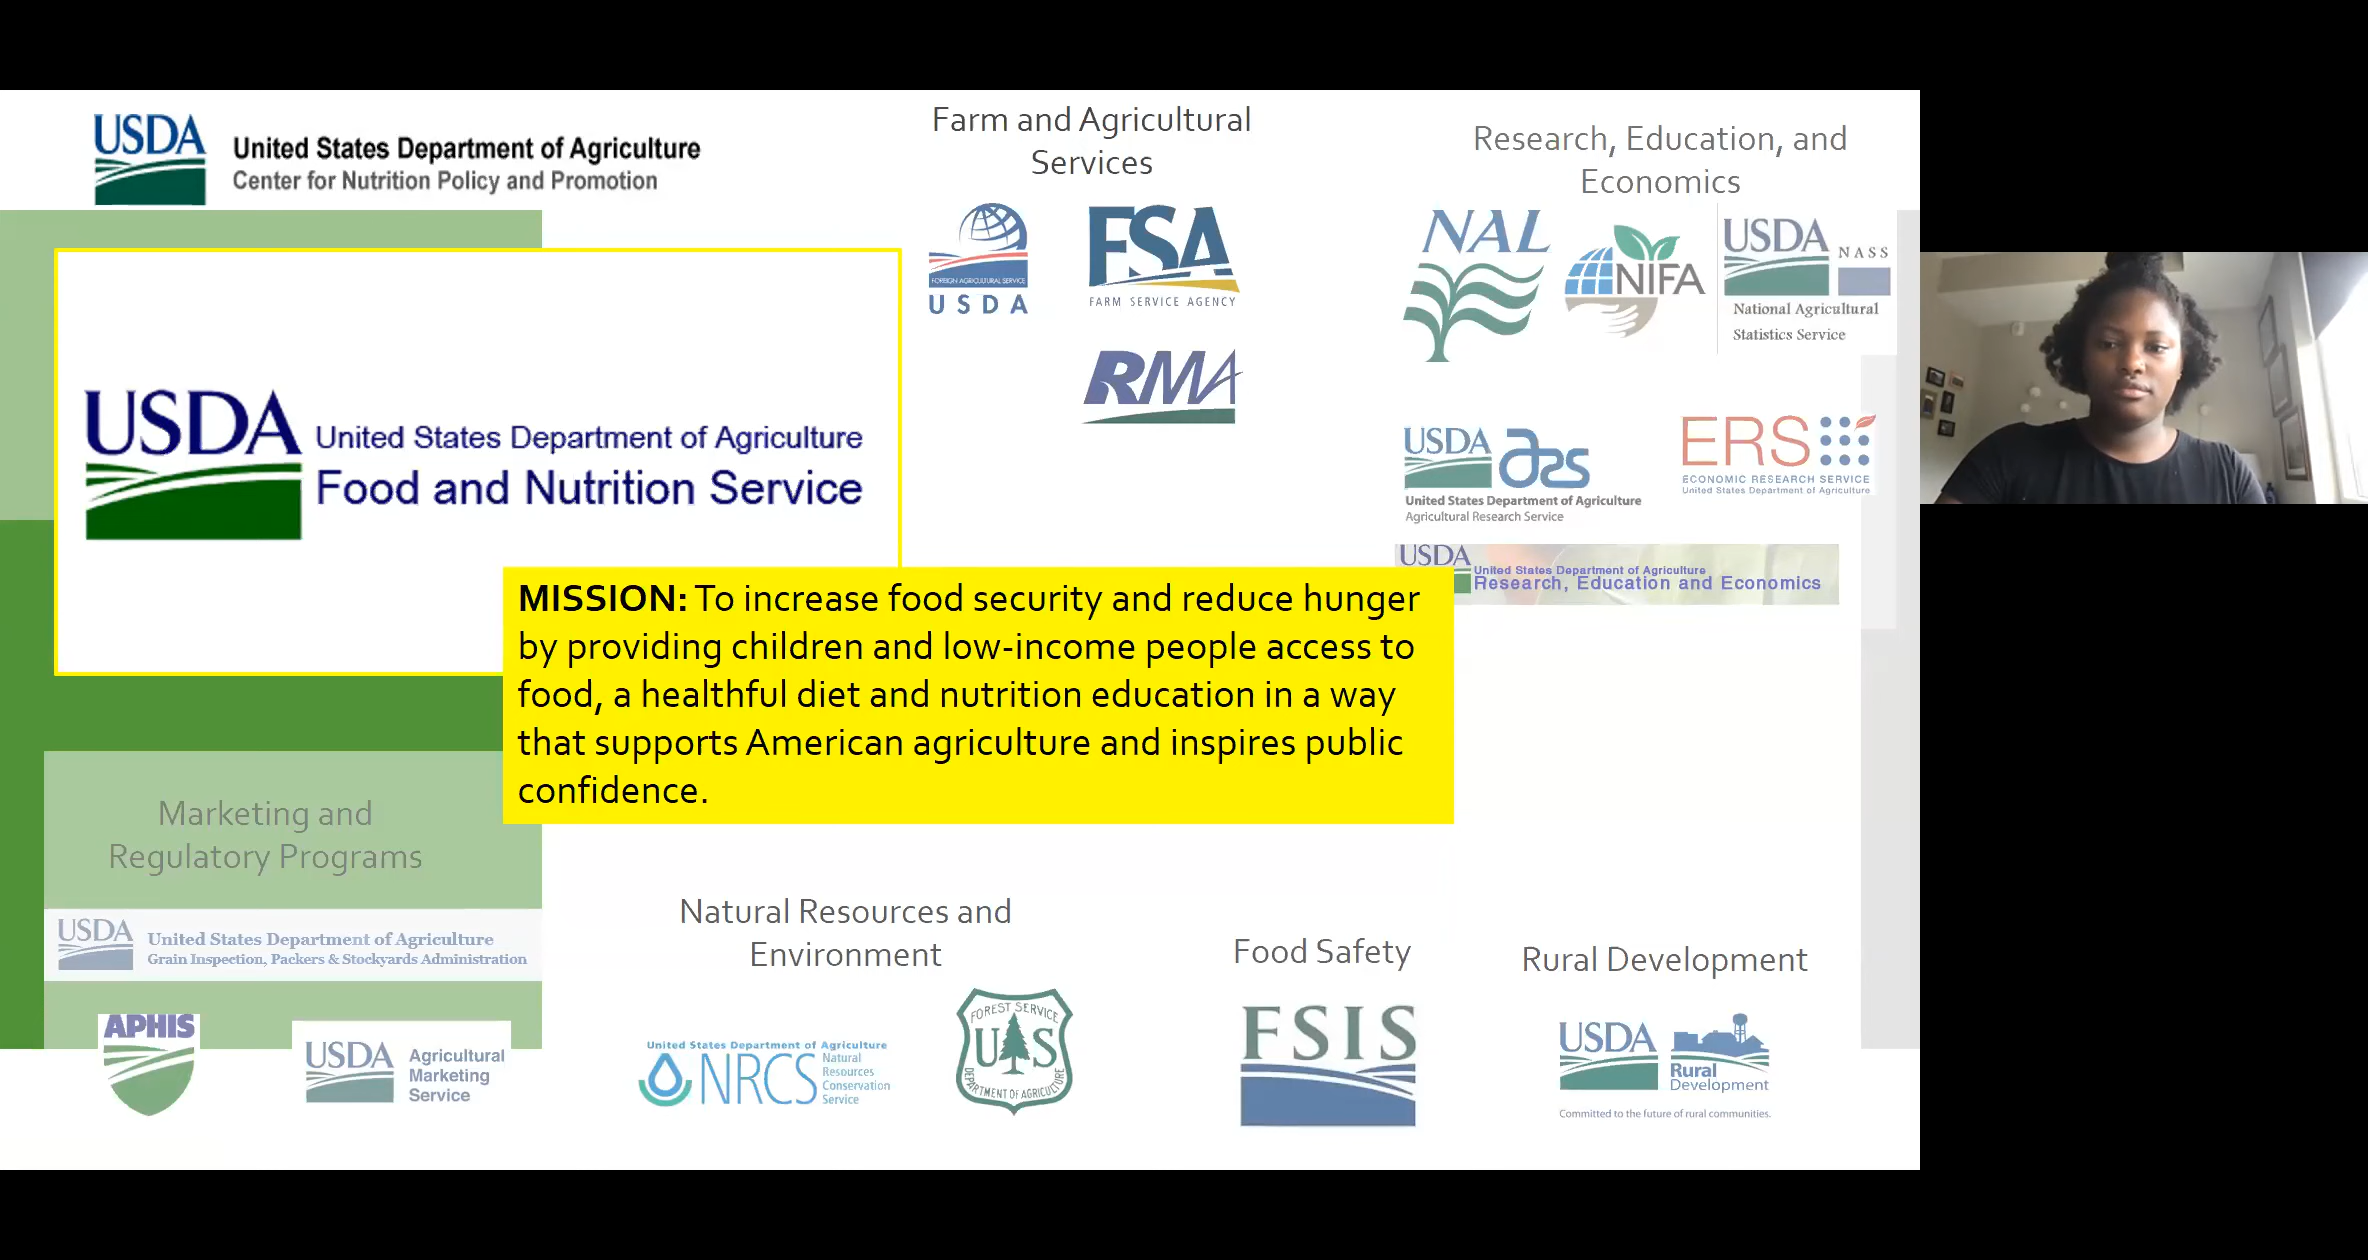 USDA
United States Department of Agriculture
Center for Nutrition Policy and Promotion
USDA
United States Department of Agriculture
Food and Nutrition Service
MISSION: To increase food security and reduce hunger
by providing children and low-income people access to
food, a healthful diet and nutrition education in a way
that supports American agriculture and inspires public
confidence.
Farm and Agricultural
Services
FOREIGN AGRICULTURAL SERVICE
USDA
FSA
FARM SERVICE AGENCY
RMA
Research, Education, and
Economics
NAL
NIFA
USDA
NASS
National Agricultural
Statistics Service
USDA ars
United States Department of Agriculture
Agricultural Research Service
ERS
ECONOMIC RESEARCH SERVICE
United States Department of Agriculture
USDA
United States Department of Agriculture
Research, Education and Economics
Marketing and
Regulatory Programs
USDA
United States Department of Agriculture
Grain Inspection, Packers & Stockyards Administration
APHIS
USDA
Agricultural
Marketing
Service
Natural Resources and
Environment
United States Department of Agriculture
NRCS
Natural
Resources
Conservation
Service
FOREST SERVICE
U S
DEPARTMENT OF AGRICULTURE
Food Safety
FSIS
Rural Development
USDA
Rural
Development
Committed to the future of rural communities.